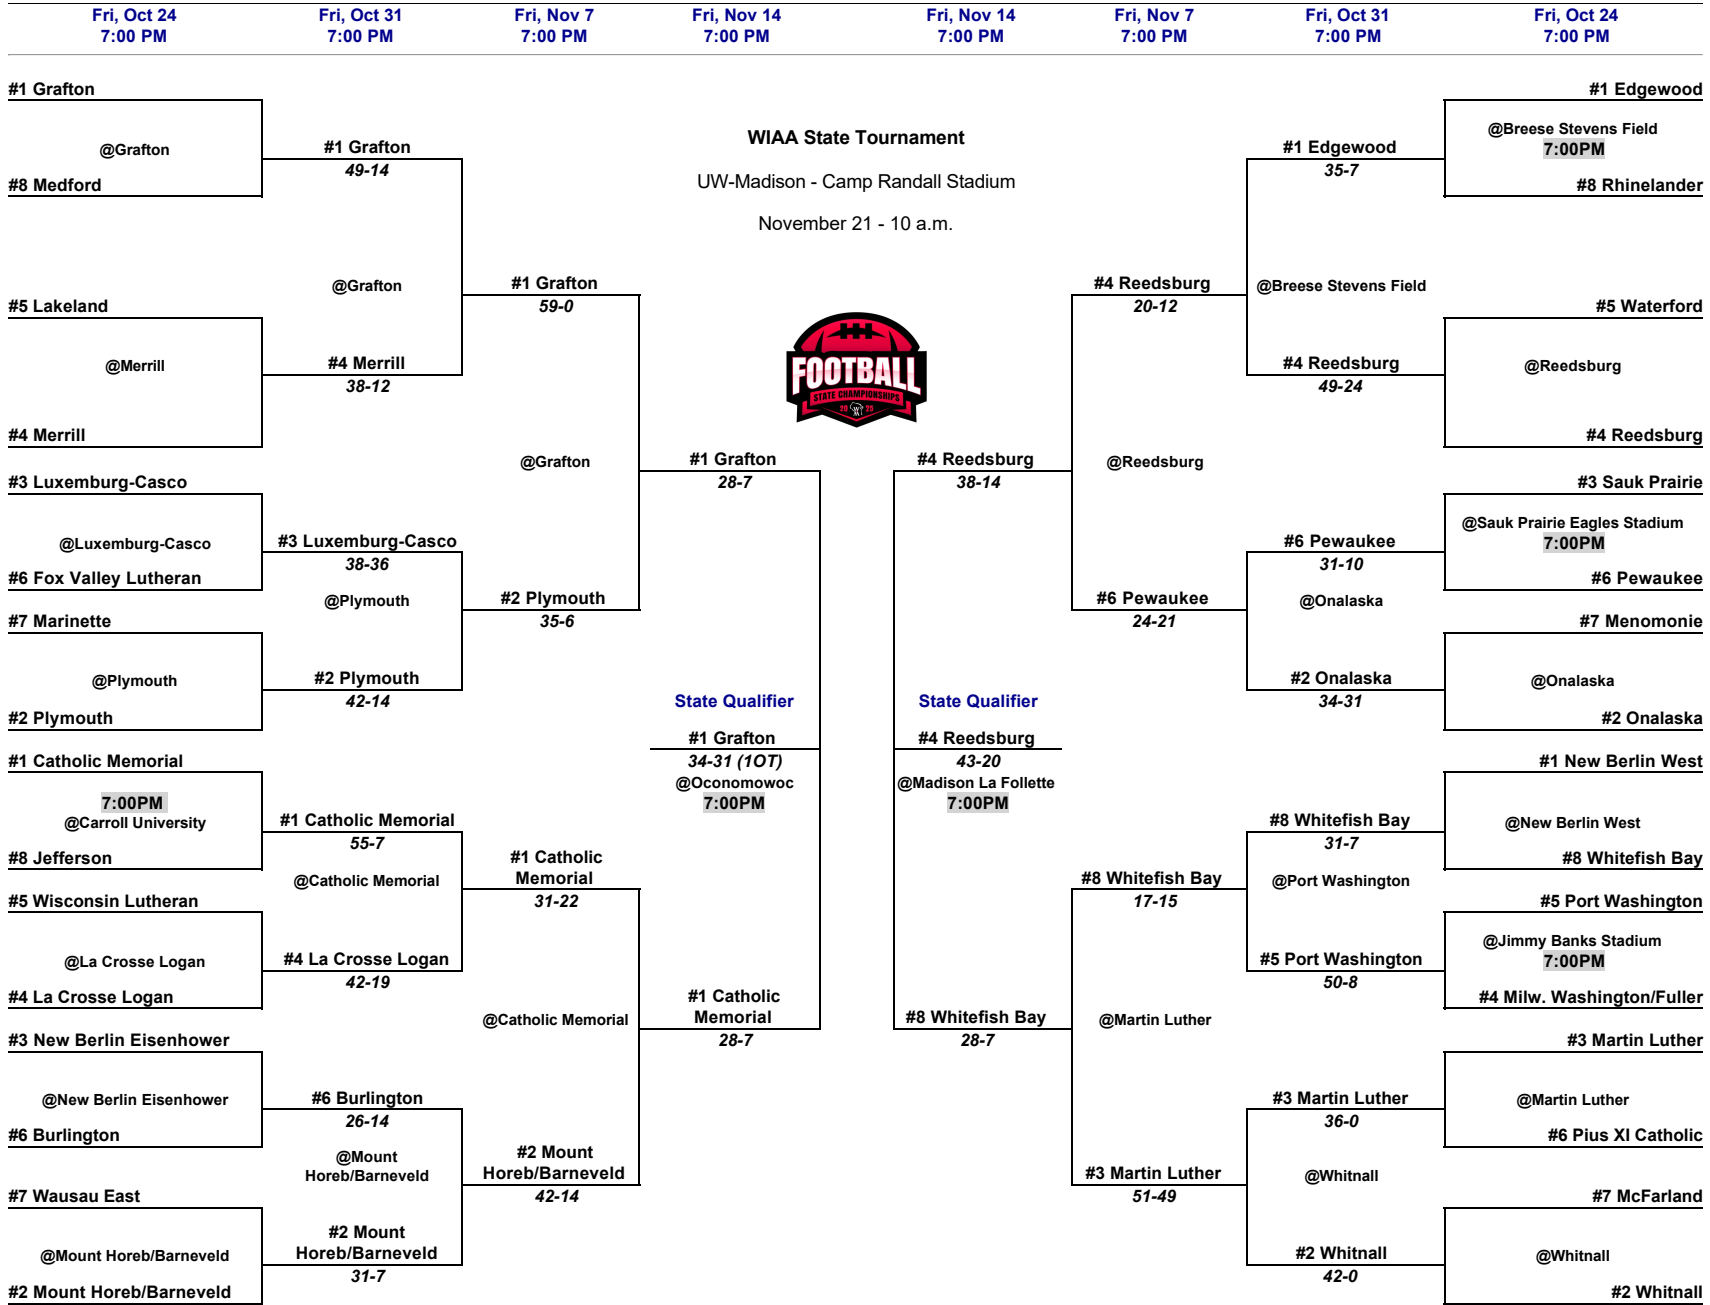 Fri, Oct 24
7:00 PM
Fri, Oct 31
7:00 PM
Fri, Nov 7
7:00 PM
Fri, Nov 14
7:00 PM
Fri, Nov 14
7:00 PM
Fri, Nov 7
7:00 PM
Fri, Oct 31
7:00 PM
Fri, Oct 24
7:00 PM
#1 Grafton
@Grafton
#8 Medford
#5 Lakeland
@Merrill
#4 Merrill
#3 Luxemburg-Casco
@Luxemburg-Casco
#6 Fox Valley Lutheran
#7 Marinette
@Plymouth
#2 Plymouth
#1 Catholic Memorial
7:00PM
@Carroll University
#8 Jefferson
#5 Wisconsin Lutheran
@La Crosse Logan
#4 La Crosse Logan
#3 New Berlin Eisenhower
@New Berlin Eisenhower
#6 Burlington
#7 Wausau East
@Mount Horeb/Barneveld
#2 Mount Horeb/Barneveld
#1 Grafton
49-14
@Grafton
#4 Merrill
38-12
#3 Luxemburg-Casco
38-36
@Plymouth
#2 Plymouth
42-14
#1 Catholic Memorial
55-7
@Catholic Memorial
#4 La Crosse Logan
42-19
#6 Burlington
26-14
@Mount
Horeb/Barneveld
#2 Mount
Horeb/Barneveld
31-7
#1 Grafton
59-0
@Grafton
#2 Plymouth
35-6
#1 Catholic
Memorial
31-22
@Catholic Memorial
#2 Mount
Horeb/Barneveld
42-14
#1 Grafton
28-7
State Qualifier
#1 Grafton
34-31 (1OT)
@Oconomowoc
7:00PM
#1 Catholic
Memorial
28-7
WIAA State Tournament
UW-Madison - Camp Randall Stadium
November 21 - 10 a.m.
FOOTBALL
STATE CHAMPIONSHIPS
20 25
#4 Reedsburg
38-14
State Qualifier
#4 Reedsburg
43-20
@Madison La Follette
7:00PM
#8 Whitefish Bay
28-7
#4 Reedsburg
20-12
@Reedsburg
#6 Pewaukee
24-21
#8 Whitefish Bay
17-15
@Martin Luther
#3 Martin Luther
51-49
#1 Edgewood
35-7
@Breese Stevens Field
#4 Reedsburg
49-24
#6 Pewaukee
31-10
@Onalaska
#2 Onalaska
34-31
#8 Whitefish Bay
31-7
@Port Washington
#5 Port Washington
50-8
#3 Martin Luther
36-0
@Whitnall
#2 Whitnall
42-0
#1 Edgewood
@Breese Stevens Field
7:00PM
#8 Rhinelander
#5 Waterford
@Reedsburg
#4 Reedsburg
#3 Sauk Prairie
@Sauk Prairie Eagles Stadium
7:00PM
#6 Pewaukee
#7 Menomonie
@Onalaska
#2 Onalaska
#1 New Berlin West
@New Berlin West
#8 Whitefish Bay
#5 Port Washington
@Jimmy Banks Stadium
7:00PM
#4 Milw. Washington/Fuller
#3 Martin Luther
@Martin Luther
#6 Pius XI Catholic
#7 McFarland
@Whitnall
#2 Whitnall